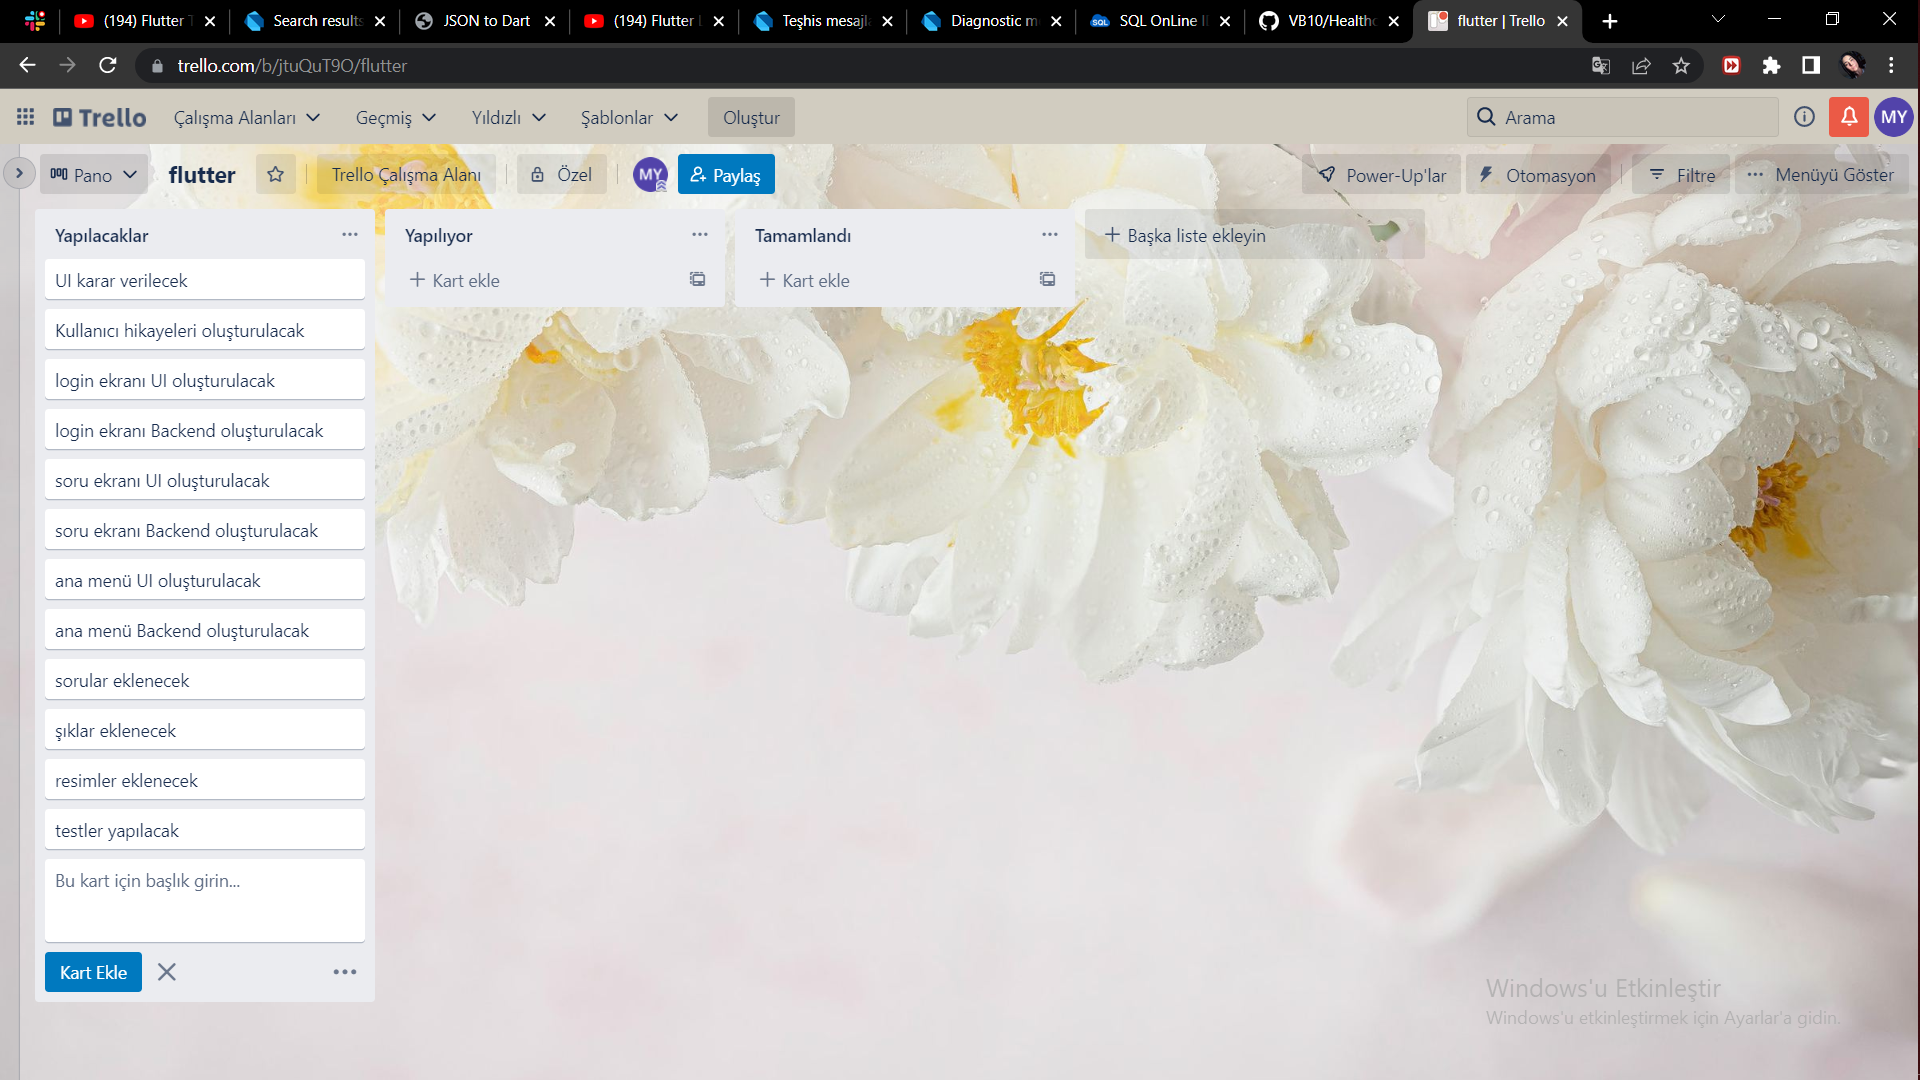 (194) Flutter
Search results
JSON to Dart
(194) Flutter
Teşhis mesajl
Diagnostic m
SQL OnLine
VB10/Health
flutter | Trello
trello.com/b/jtuQuT9O/flutter
Trello
Çalışma Alanları
Geçmiş
Yıldızlı
Şablonlar
Oluştur
Arama
MY
Pano
flutter
Trello Çalışma Alanı
Özel
MY
Paylaş
Power-Up'lar
Otomasyon
Filtre
Menüyü Göster
Yapılacaklar
UI karar verilecek
Kullanıcı hikayeleri oluşturulacak
login ekranı UI oluşturulacak
login ekranı Backend oluşturulacak
soru ekranı UI oluşturulacak
soru ekranı Backend oluşturulacak
ana menü UI oluşturulacak
ana menü Backend oluşturulacak
sorular eklenecek
şıklar eklenecek
resimler eklenecek
testler yapılacak
Bu kart için başlık girin...
Kart Ekle
Yapılıyor
Kart ekle
Tamamlandı
Kart ekle
Başka liste ekleyin
Windows'u Etkinleştir
Windows'u etkinleştirmek için Ayarlar'a gidin.